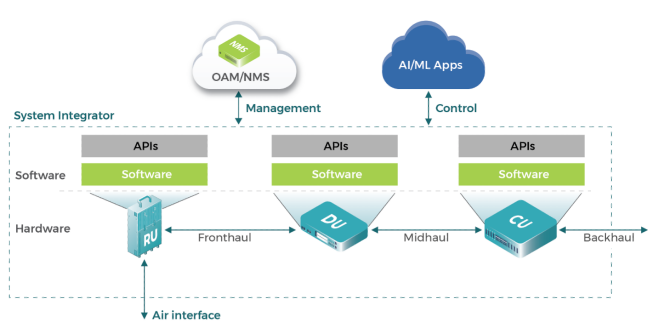 NMS
OAM/NMS
AI/ML Apps
Management
Control
System Integrator
APIs
APIs
APIs
Software
Software
Software
Software
Hardware
RU
DU
CU
Fronthaul
Midhaul
Backhaul
Air interface